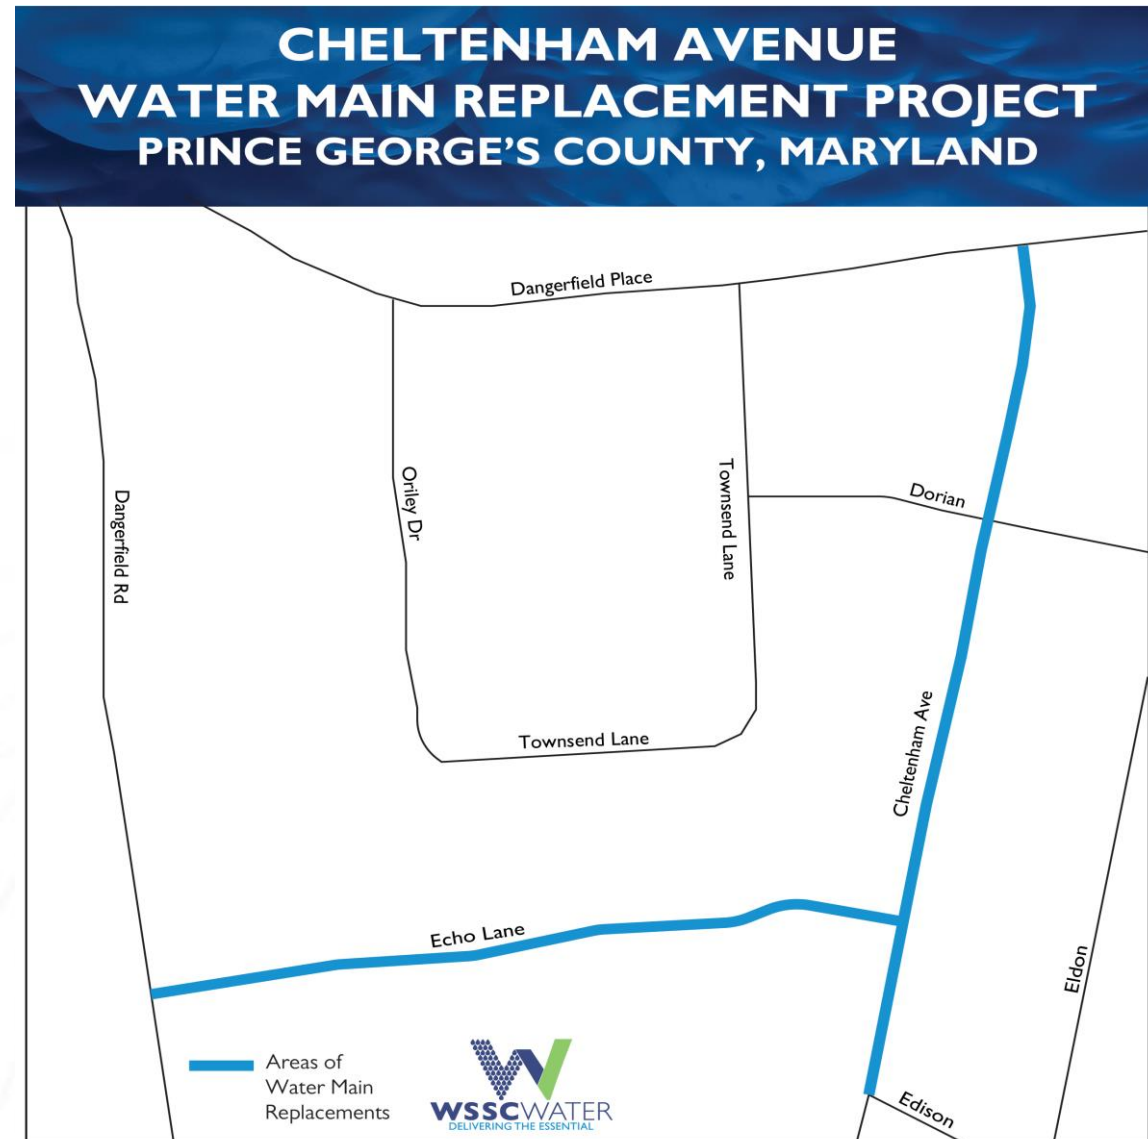 CHELTENHAM AVENUE
WATER MAIN REPLACEMENT PROJECT
PRINCE GEORGE'S COUNTY, MARYLAND
Dangerfield Place
Dangerfield Rd
Oriley Dr
Townsend Lane
Dorian
Townsend Lane
Cheltenham Ave
Echo Lane
Eldon
Areas of
Water Main
Replacements
WSSCWATER
DELIVERING THE ESSENTIAL
Edison